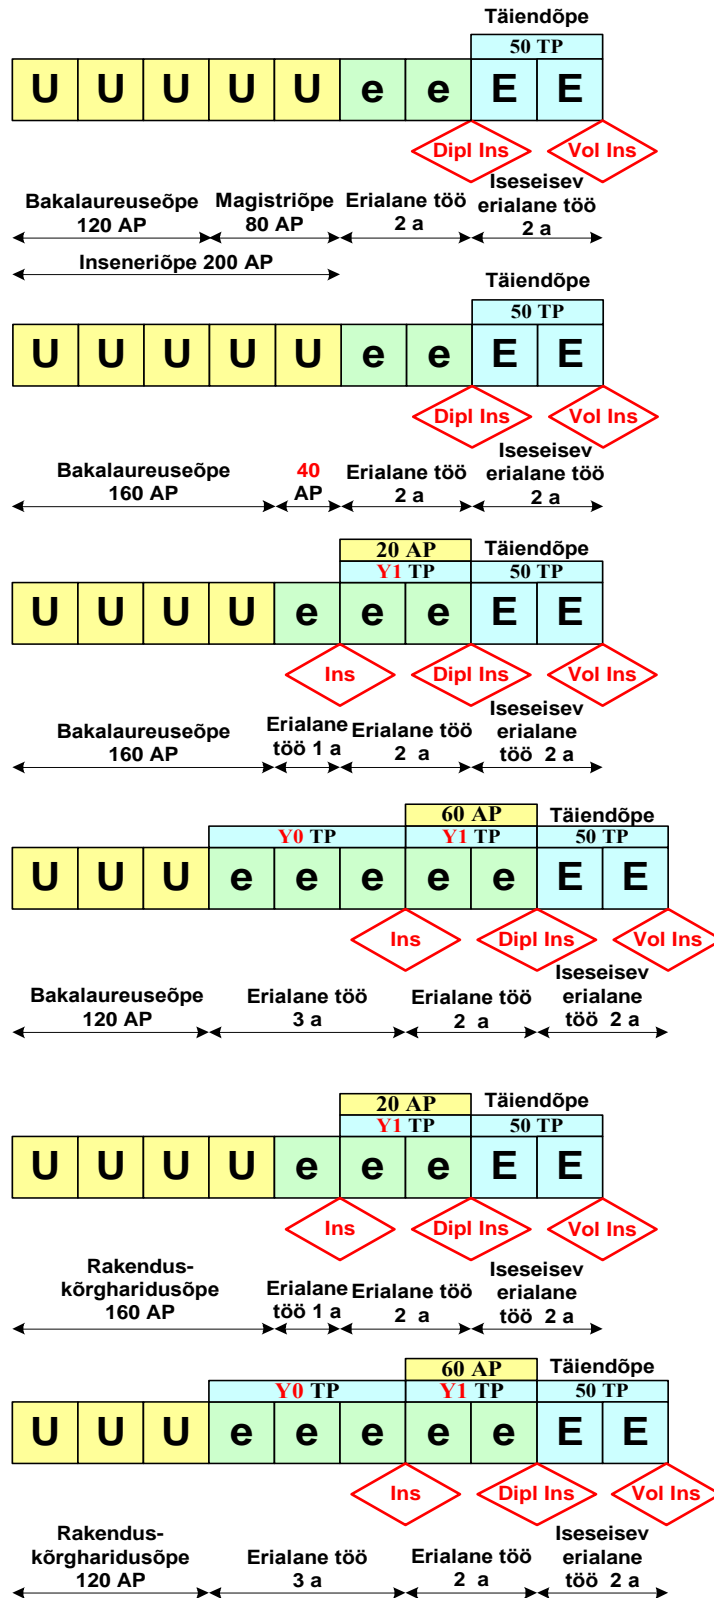 Täiendõpe
50 TP
U U U U U e e E E
Dipl Ins Vol Ins
Bakalaureuseõpe
120 AP
Magistriõpe
80 AP
Erialane töö
2 a
Iseseisev
erialane töö
2 a
Inseneriõpe 200 AP
Täiendõpe
50 TP
U U U U U e e E E
Dipl Ins Vol Ins
Bakalaureuseõpe
160 AP
40
AP
Erialane töö
2 a
Iseseisev
erialane töö
2 a
20 AP Täiendõpe
Y1 TP 50 TP
U U U U e e e E E
Ins Dipl Ins Vol Ins
Bakalaureuseõpe
160 AP
Erialane
töö 1 a
Erialane töö
2 a
Iseseisev
erialane
töö 2 a
60 AP Täiendõpe
Y0 TP Y1 TP 50 TP
U U U e e e e e E E
Ins Dipl Ins Vol Ins
Bakalaureuseõpe
120 AP
Erialane töö
3 a
Erialane töö
2 a
Iseseisev
erialane
töö 2 a
20 AP Täiendõpe
Y1 TP 50 TP
U U U U e e e E E
Ins Dipl Ins Vol Ins
Rakendus-
kõrgharidusõpe
160 AP
Erialane
töö 1 a
Erialane töö
2 a
Iseseisev
erialane
töö 2 a
60 AP Täiendõpe
Y0 TP Y1 TP 50 TP
U U U e e e e e E E
Ins Dipl Ins Vol Ins
Rakendus-
kõrgharidusõpe
120 AP
Erialane töö
3 a
Erialane töö
2 a
Iseseisev
erialane
töö 2 a